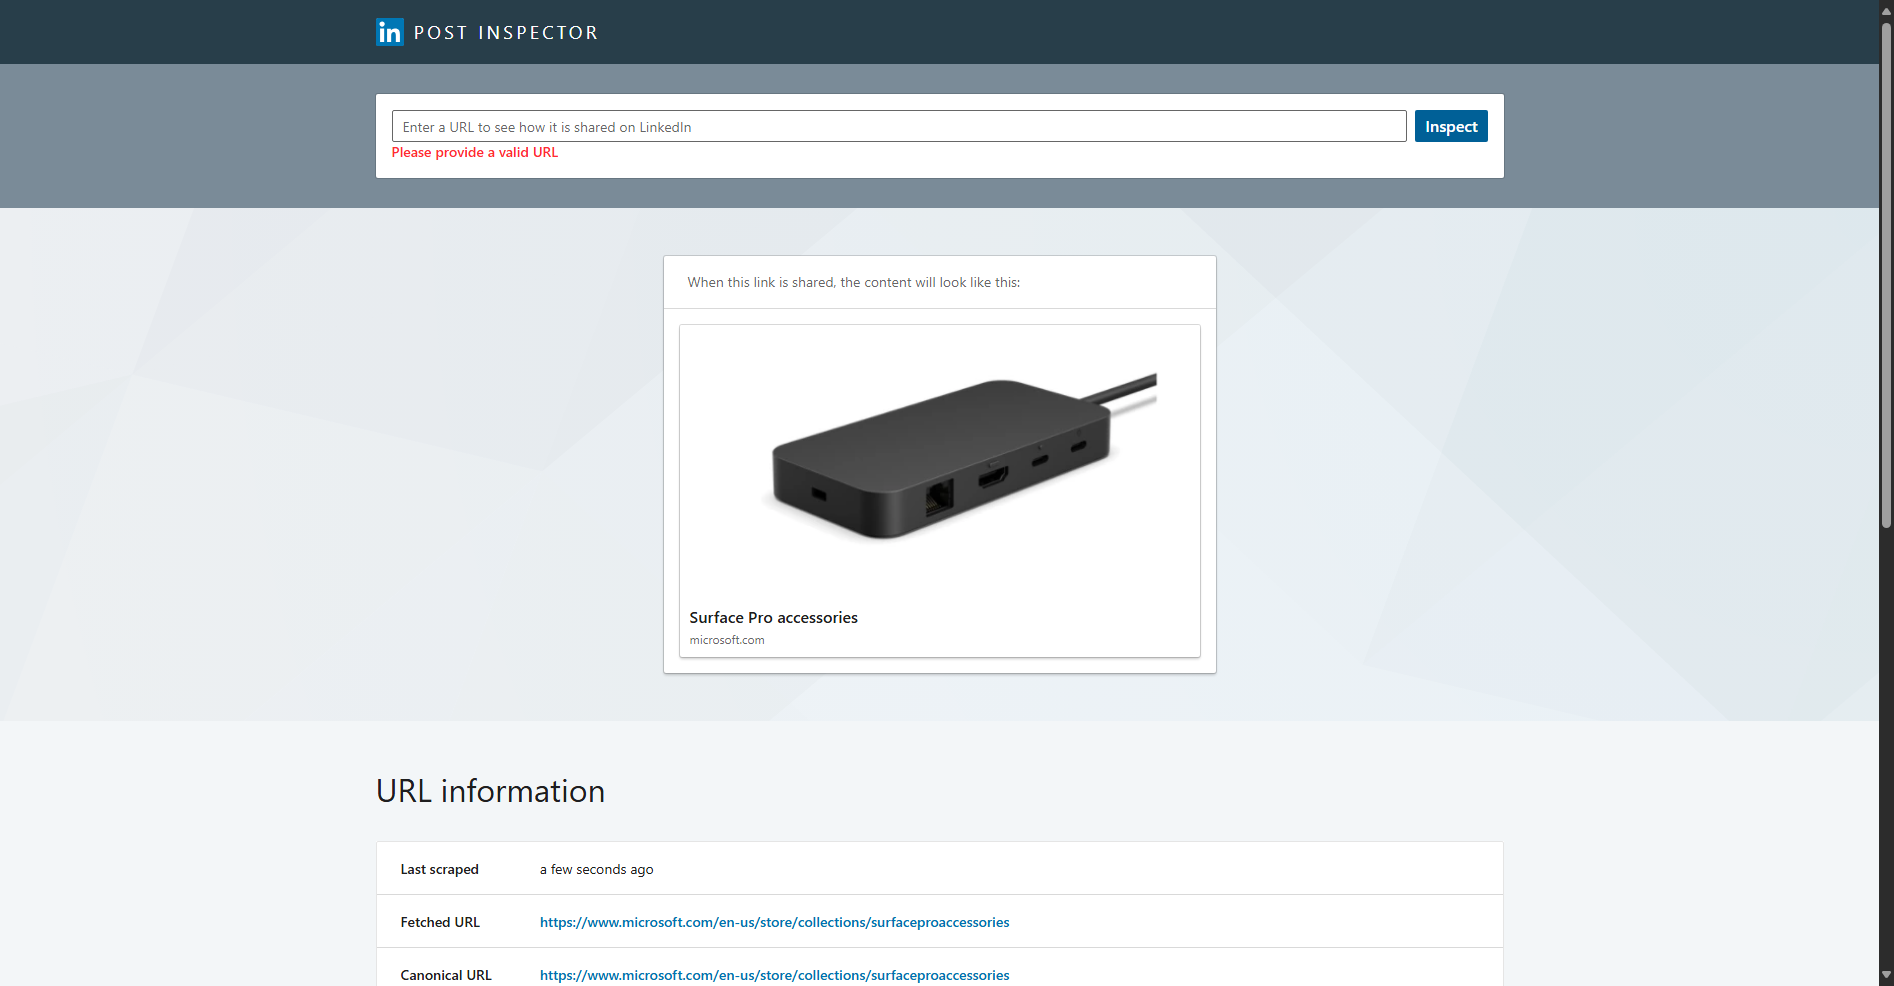 in POST INSPECTOR
Enter a URL to see how it is shared on LinkedIn
Inspect
Please provide a valid URL
When this link is shared, the content will look like this:
Surface Pro accessories
microsoft.com
URL information
Last scraped a few seconds ago
Fetched URL https://www.microsoft.com/en-us/store/collections/surfaceproaccessories
Canonical URL https://www.microsoft.com/en-us/store/collections/surfaceproaccessories